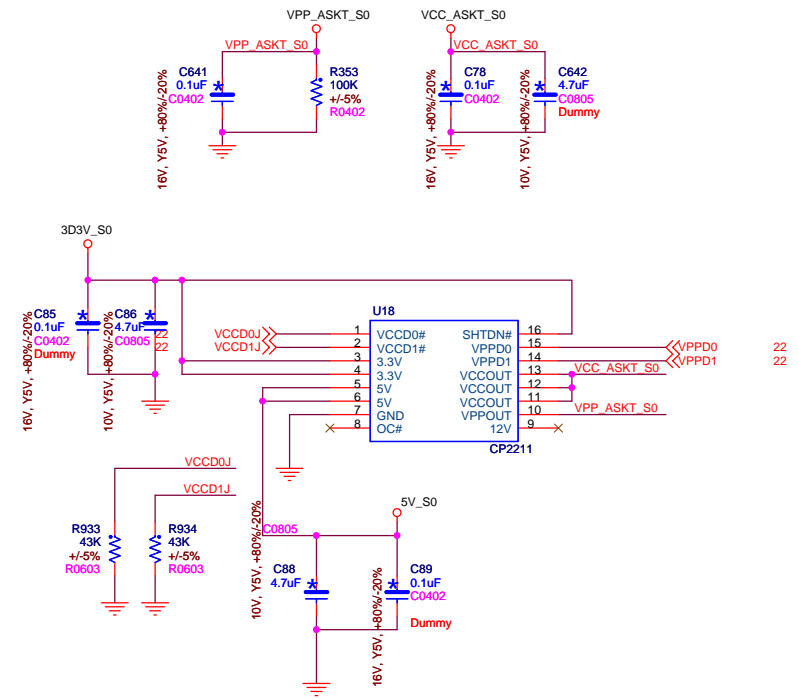 VPP_ASKT_S0
VCC_ASKT_S0
VPP_ASKT_S0
VCC_ASKT_S0
C641
0.1uF
C0402
16V, Y5V, +80%/-20%
R353
100K
+/-5%
R0402
C78
0.1uF
C0402
16V, Y5V, +80%/-20%
C642
4.7uF
C0805
Dummy
10V, Y5V, +80%/-20%
3D3V_S0
C85
0.1uF
C0402
Dummy
16V, Y5V, +80%/-20%
C86
4.7uF
C0805
10V, Y5V, +80%/-20%
22
22
VCCD0J
VCCD1J
U18
1 VCCD0# SHTDN# 16
2 VCCD1# VPPD0 15
3 3.3V VPPD1 14
4 3.3V VCCOUT 13
5 5V VCCOUT 12
6 5V VCCOUT 11
7 GND VPPOUT 10
8 OC# 12V 9
CP2211
VPPD0 22
VPPD1 22
VCC_ASKT_S0
VPP_ASKT_S0
VCCD0J
VCCD1J
R933
43K
+/-5%
R0603
R934
43K
+/-5%
R0603
5V_S0
C0805
10V, Y5V, +80%/-20%
C88
4.7uF
C89
0.1uF
C0402
Dummy
16V, Y5V, +80%/-20%